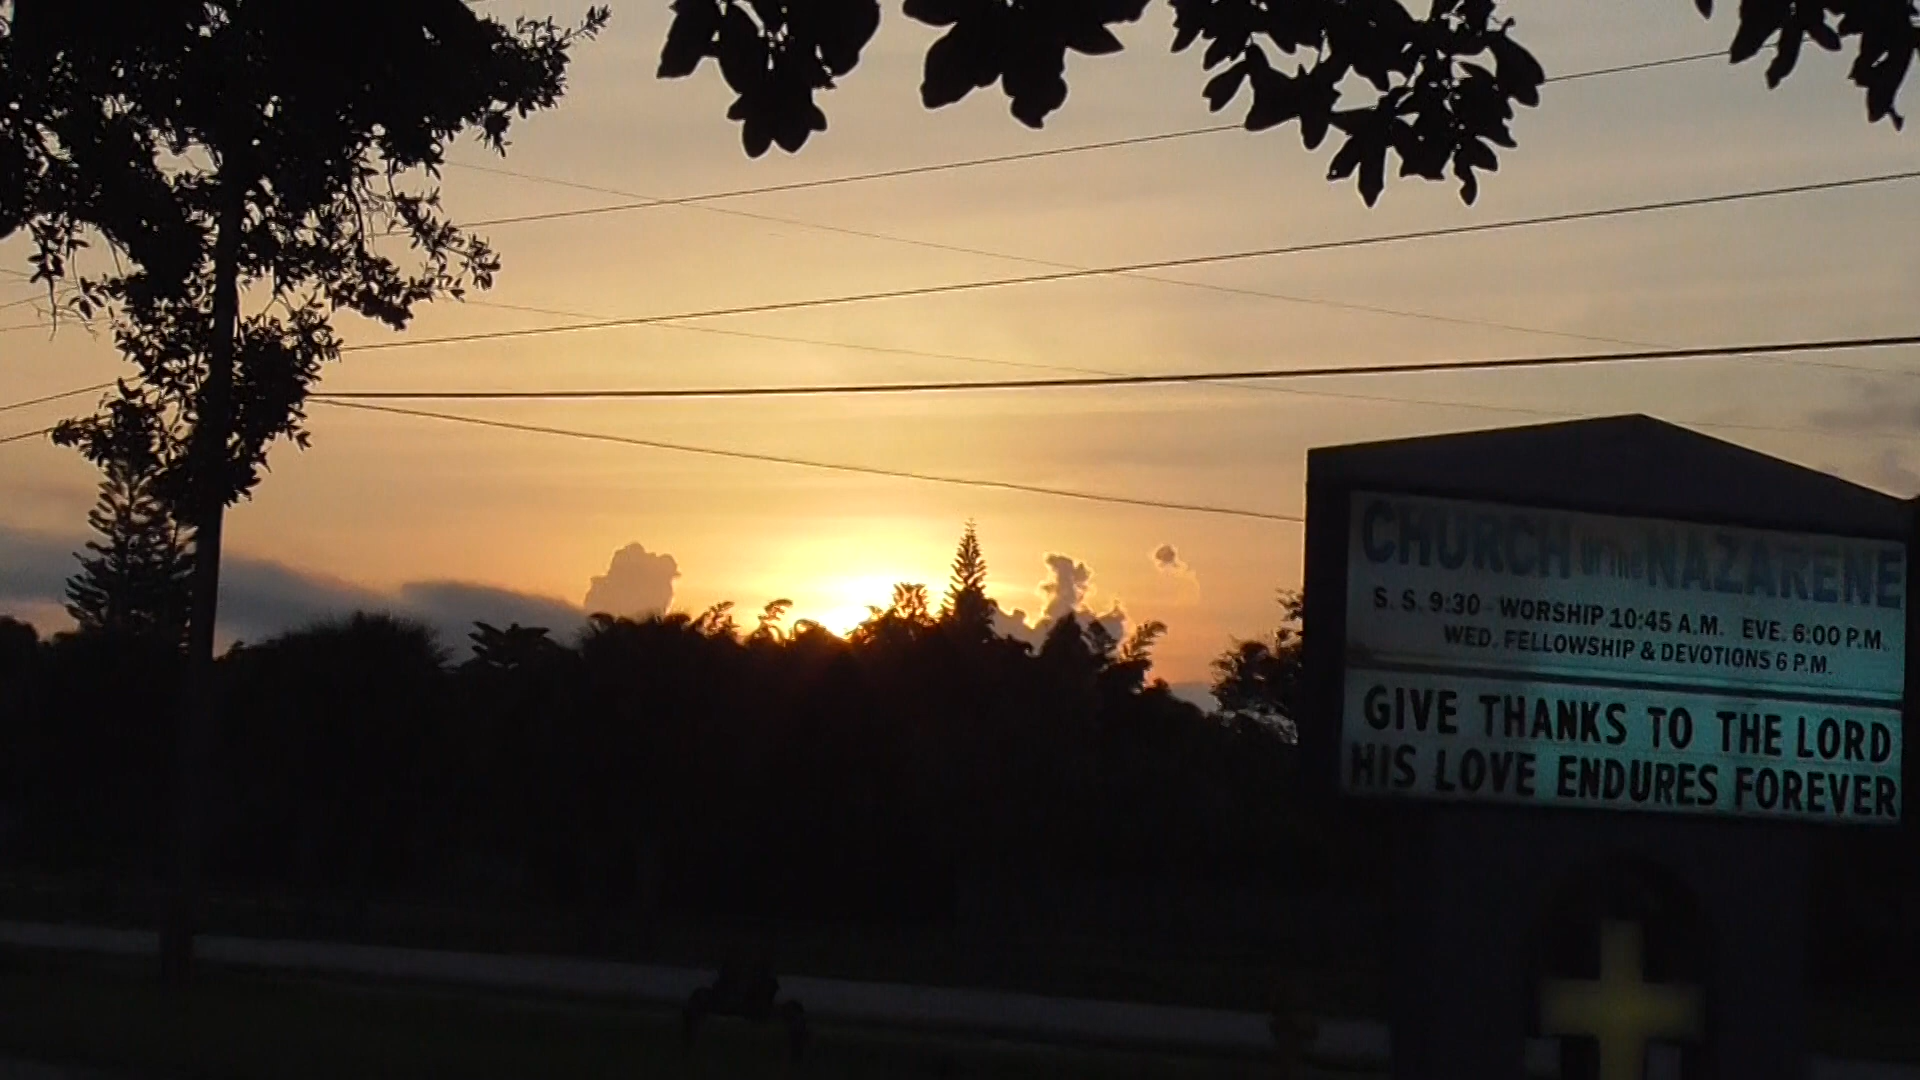 CHURCH OF the NAZARENE
S. S. 9:30 - WORSHIP 10:45 A.M. EVE. 6:00 P.M.
WED. FELLOWSHIP & DEVOTIONS 6 P.M.
GIVE THANKS TO THE LORD
HIS LOVE ENDURES FOREVER